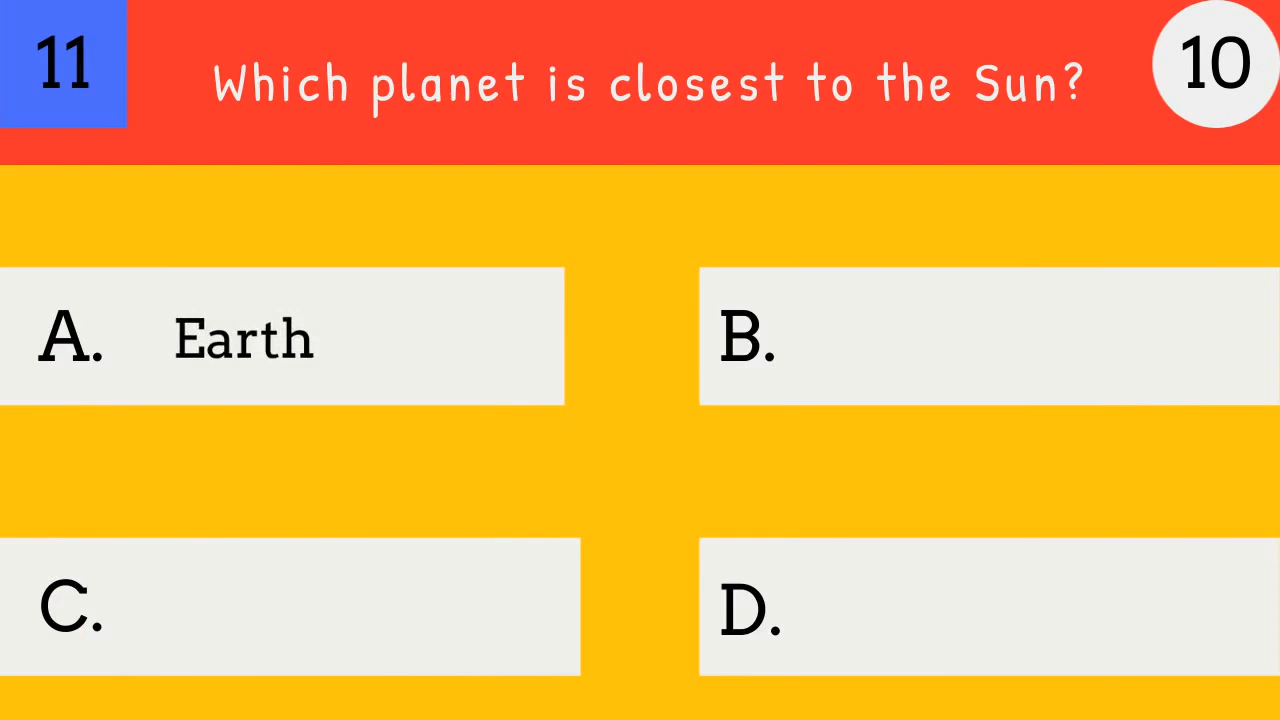 11
Which planet is closest to the Sun?
10
A. Earth
B.
C.
D.